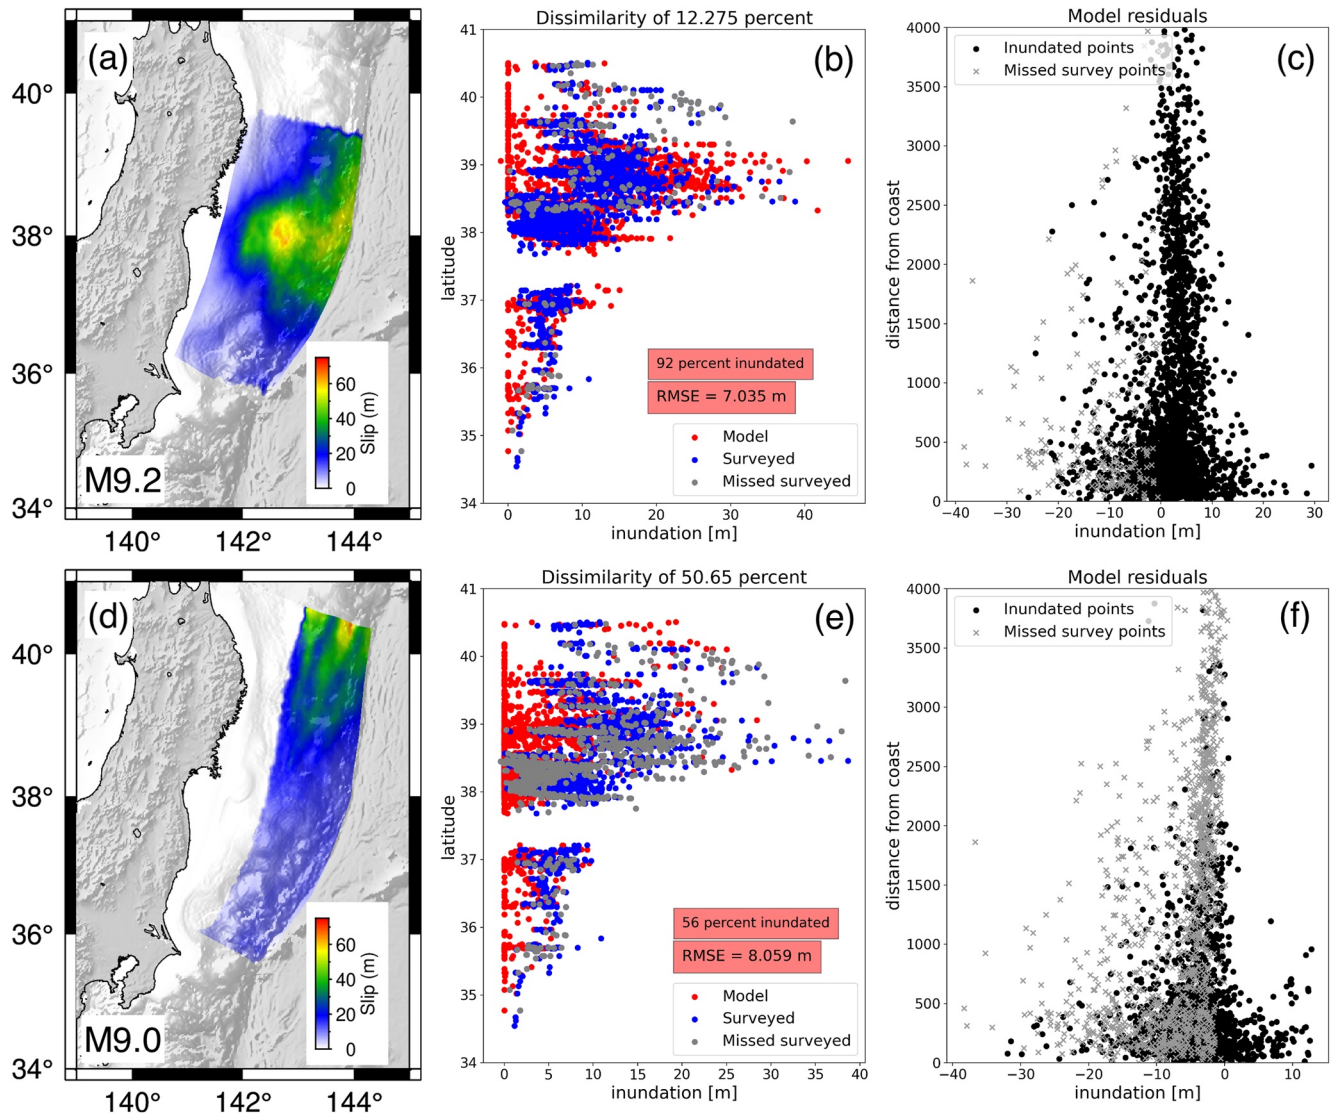 (a)
40°
38°
36°
34°
140°
142°
144°
60
40
20
0
Slip (m)
M9.2
Dissimilarity of 12.275 percent
(b)
41
40
39
38
37
36
35
34
latitude
92 percent inundated
RMSE = 7.035 m
Model
Surveyed
Missed surveyed
0
10
20
30
40
inundation [m]
Model residuals
(c)
Inundated points
Missed survey points
4000
3500
3000
2500
2000
1500
1000
500
0
distance from coast
−40
−30
−20
−10
0
10
20
30
inundation [m]
(d)
40°
38°
36°
34°
140°
142°
144°
60
40
20
0
Slip (m)
M9.0
Dissimilarity of 50.65 percent
(e)
41
40
39
38
37
36
35
34
latitude
56 percent inundated
RMSE = 8.059 m
Model
Surveyed
Missed surveyed
0
5
10
15
20
25
30
35
40
inundation [m]
Model residuals
(f)
Inundated points
Missed survey points
4000
3500
3000
2500
2000
1500
1000
500
0
distance from coast
−40
−30
−20
−10
0
10
inundation [m]